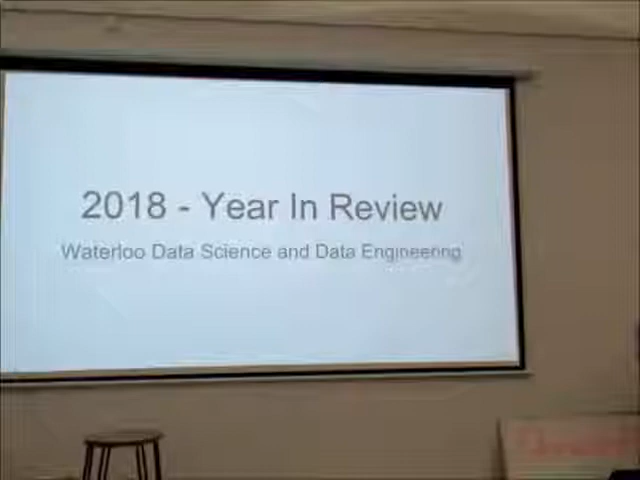 2018 - Year In Review
Waterloo Data Science and Data Engineering